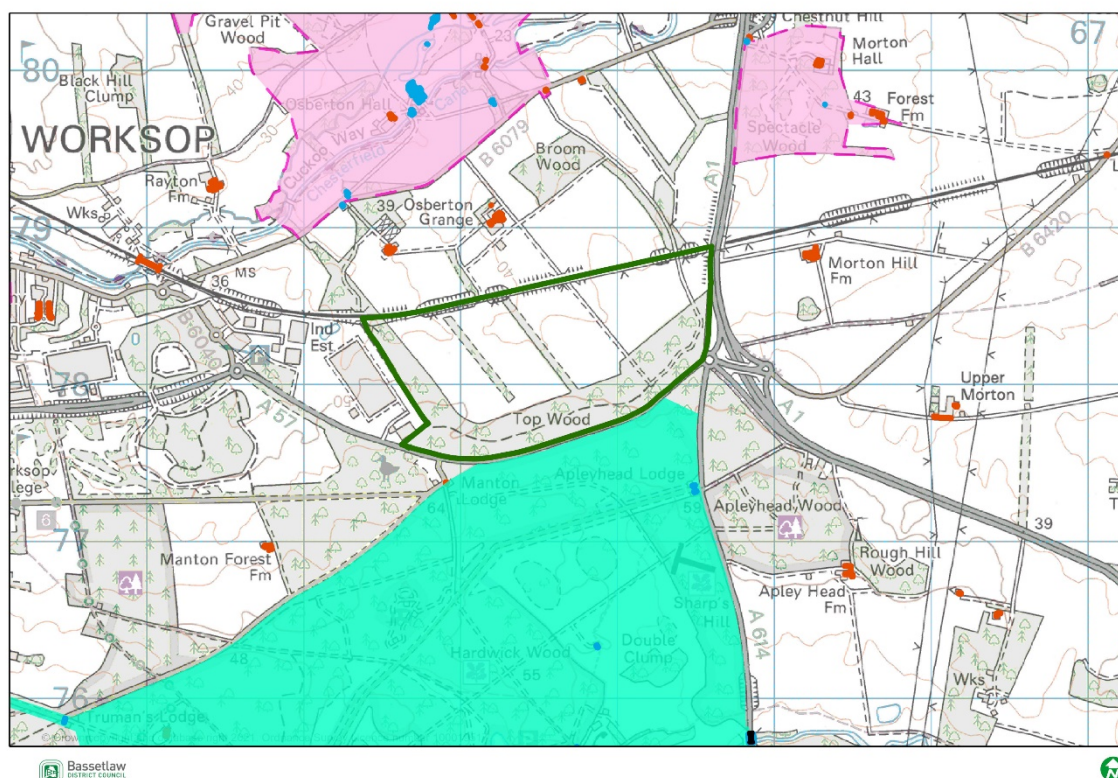 Gravel Pit
Wood
23
Chestnut Hill
67
80
Black Hill
Clump
40
Morton
Hall
43
Forest
Fm
Osberton Hall
Canal
WORKSOP
30
Cuckoo Way
Chesterfield
B 6079
Broom
Wood
Spectacle
Wood
A1
Rayton
Fm
39
Osberton
Grange
79
Wks
MS
36
40
B 6420
Morton Hill
Fm
B 6040
Ind
Est
78
50
A 57
Top Wood
A1
Upper
Morton
Manton
Lodge
64
Apleyhead Lodge
59
Apleyhead Wood
39
77
Manton Forest
Fm
Rough Hill
Wood
Apley Head
Fm
Sharp's
Hill
A 614
Double
Clump
Hardwick Wood
48
55
Wks
76
Truman's Lodge
Bassetlaw
DISTRICT COUNCIL